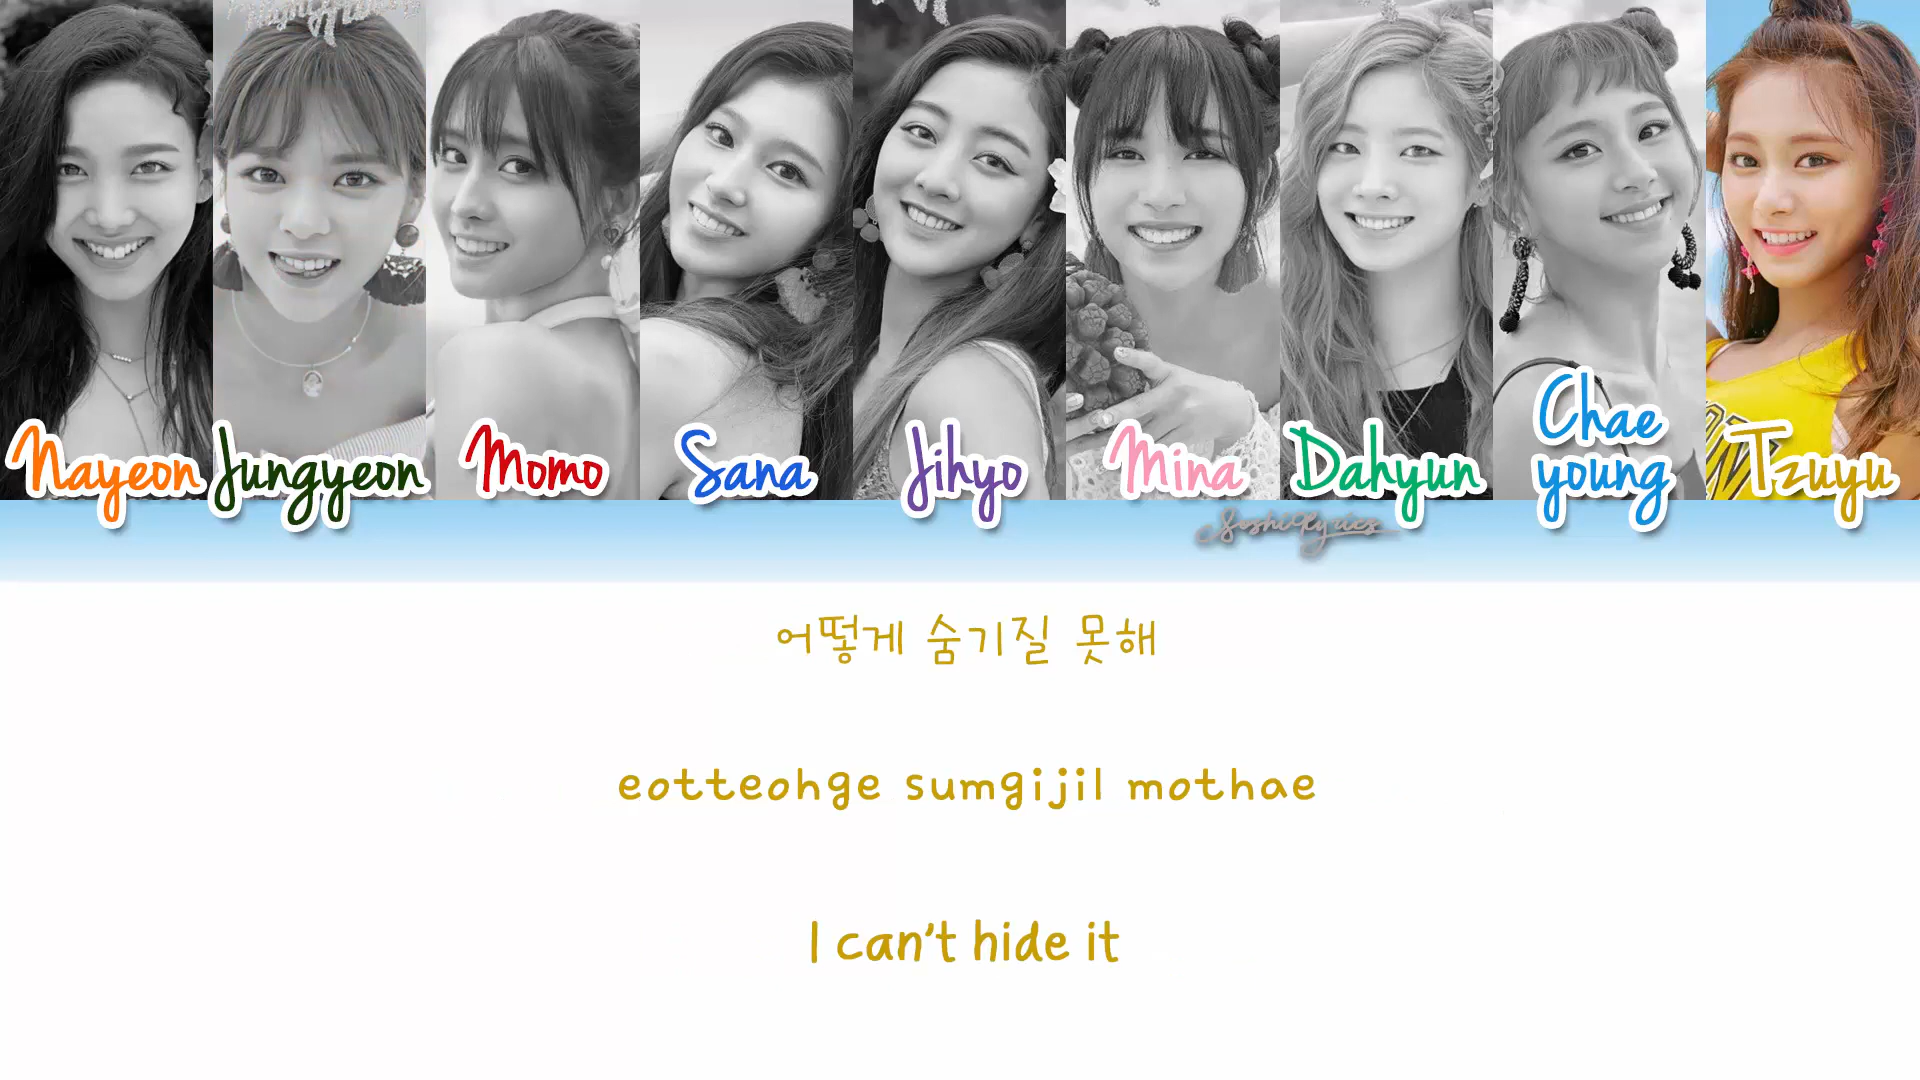 Nayeon
Jungyeon
Momo
Sana
Jihyo
Mina
Dahyun
Chae
young
Tzuyu
SoshiLyrics
어떻게 숨기질 못해
eotteohge sumgijil mothae
I can't hide it